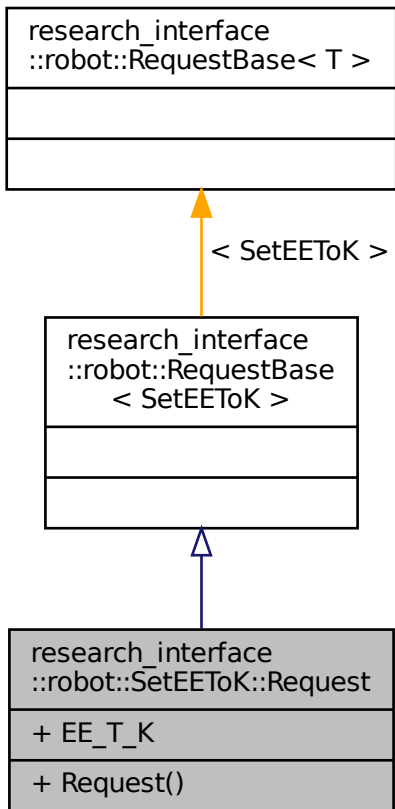 research_interface
::robot::RequestBase< T >
< SetEEToK >
research_interface
::robot::RequestBase
< SetEEToK >
research_interface
::robot::SetEEToK::Request
+ EE_T_K
+ Request()